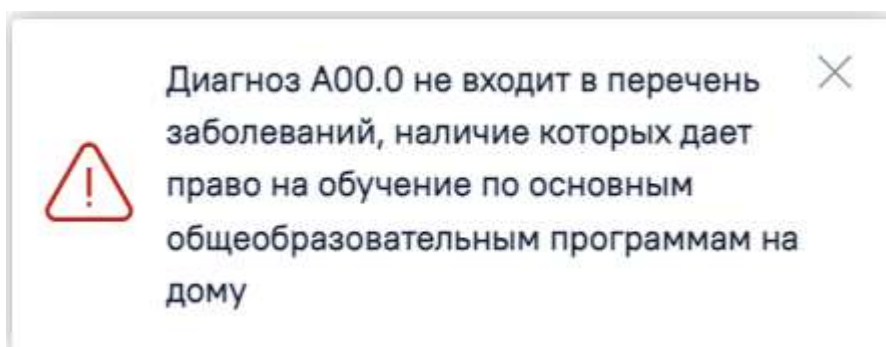 Диагноз A00.0 не входит в перечень
заболеваний, наличие которых дает
право на обучение по основным
общеобразовательным программам на
дому